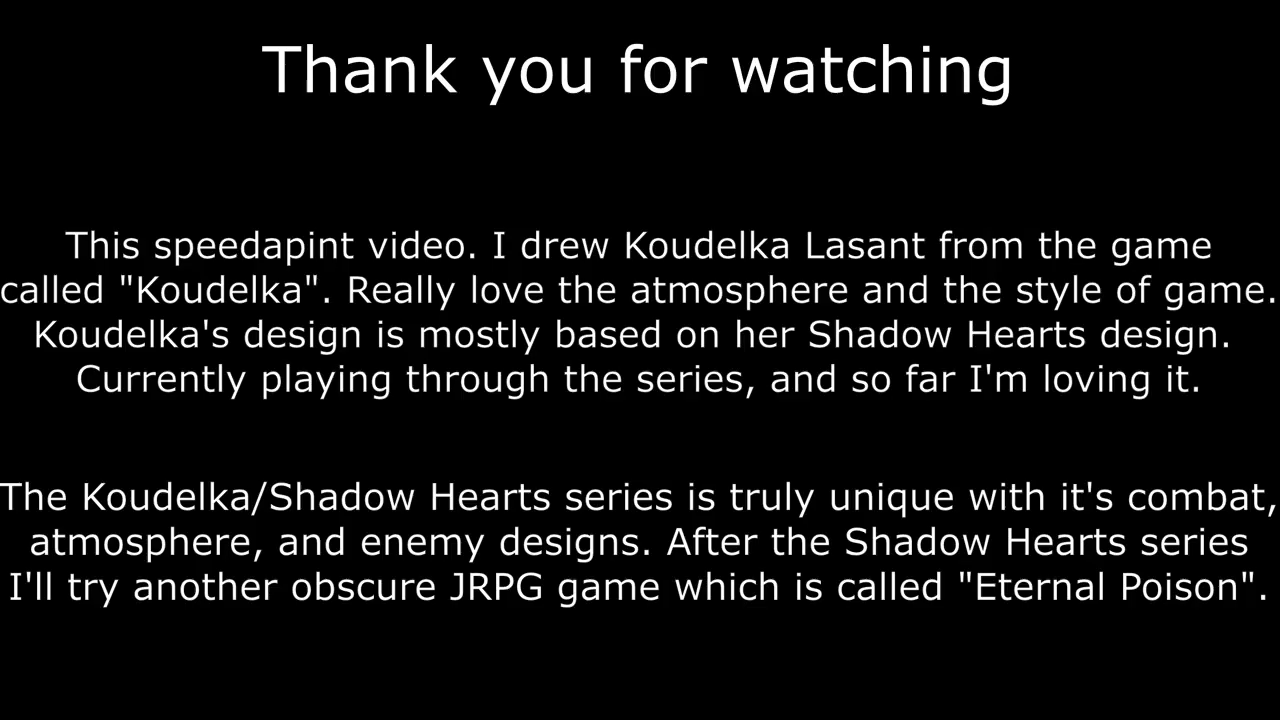 Thank you for watching
This speedapint video. I drew Koudelka Lasant from the game
called "Koudelka". Really love the atmosphere and the style of game.
Koudelka's design is mostly based on her Shadow Hearts design.
Currently playing through the series, and so far I'm loving it.
The Koudelka/Shadow Hearts series is truly unique with it's combat,
atmosphere, and enemy designs. After the Shadow Hearts series
I'll try another obscure JRPG game which is called "Eternal Poison".